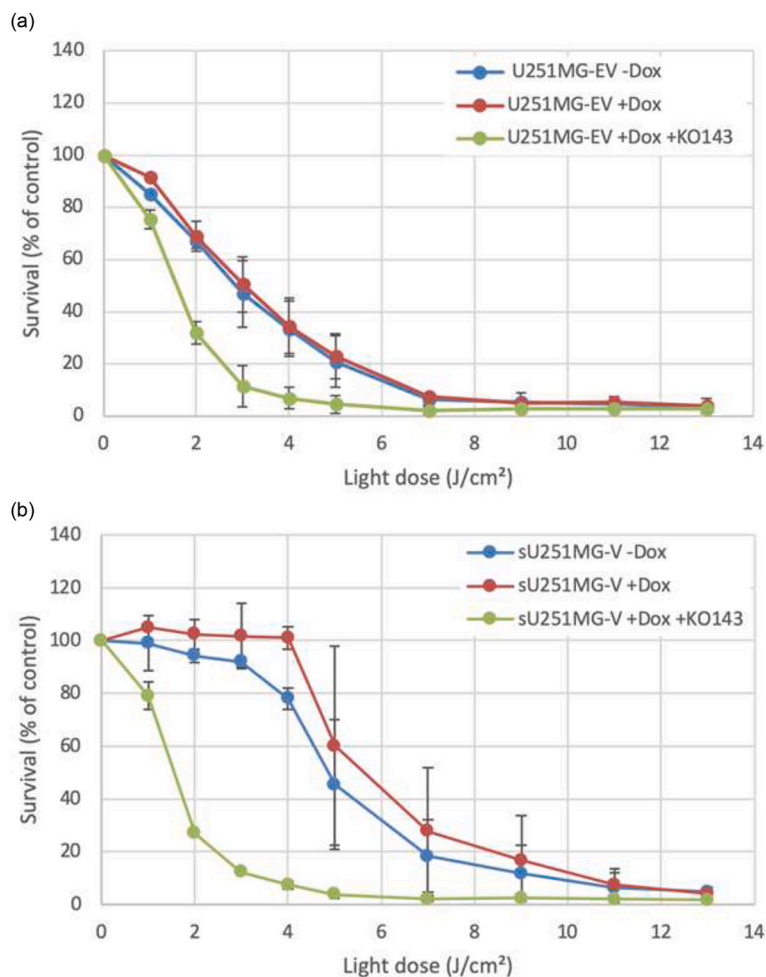 (a)
140
120
100
80
60
40
20
0
Survival (% of control)
U251MG-EV -Dox
U251MG-EV +Dox
U251MG-EV +Dox +KO143
0 2 4 6 8 10 12 14
Light dose (J/cm²)
(b)
140
120
100
80
60
40
20
0
Survival (% of control)
sU251MG-V -Dox
sU251MG-V +Dox
sU251MG-V +Dox +KO143
0 2 4 6 8 10 12 14
Light dose (J/cm²)